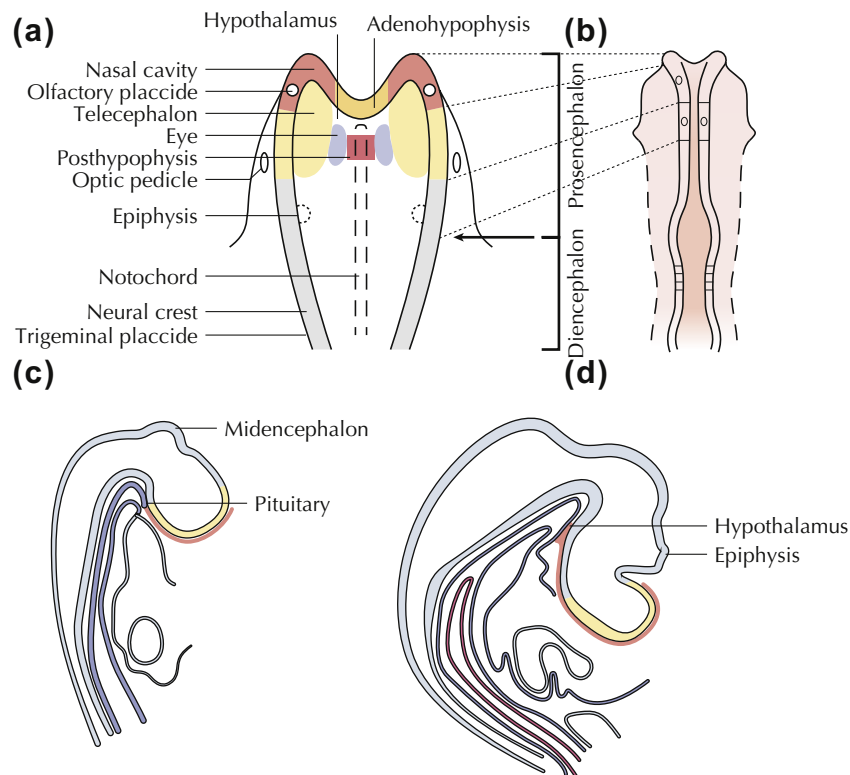 (a)
Hypothalamus
Adenohypophysis
(b)
Nasal cavity
Olfactory placcide
Telecephalon
Eye
Posthypophysis
Optic pedicle
Epiphysis
Notochord
Neural crest
Trigeminal placcide
Prosencephalon
Diencephalon
(c)
(d)
Midencephalon
Pituitary
Hypothalamus
Epiphysis